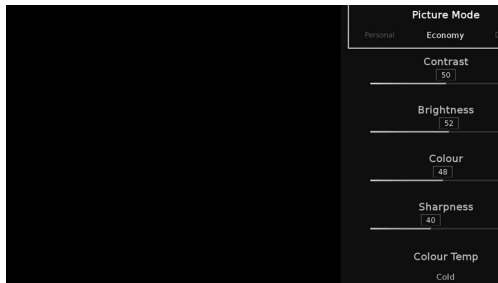 Picture Mode
Personal Economy
Contrast
50
Brightness
52
Colour
48
Sharpness
40
Colour Temp
Cold